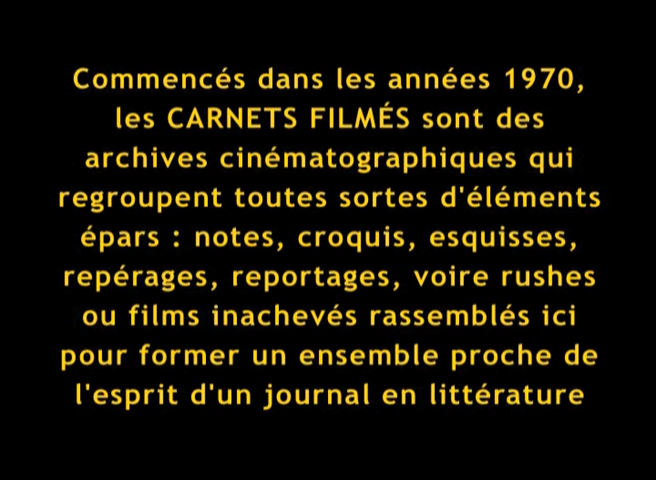 Commencés dans les années 1970,
les CARNETS FILMÉS sont des
archives cinématographiques qui
regroupent toutes sortes d'éléments
épars : notes, croquis, esquisses,
repérages, reportages, voire rushes
ou films inachevés rassemblés ici
pour former un ensemble proche de
l'esprit d'un journal en littérature